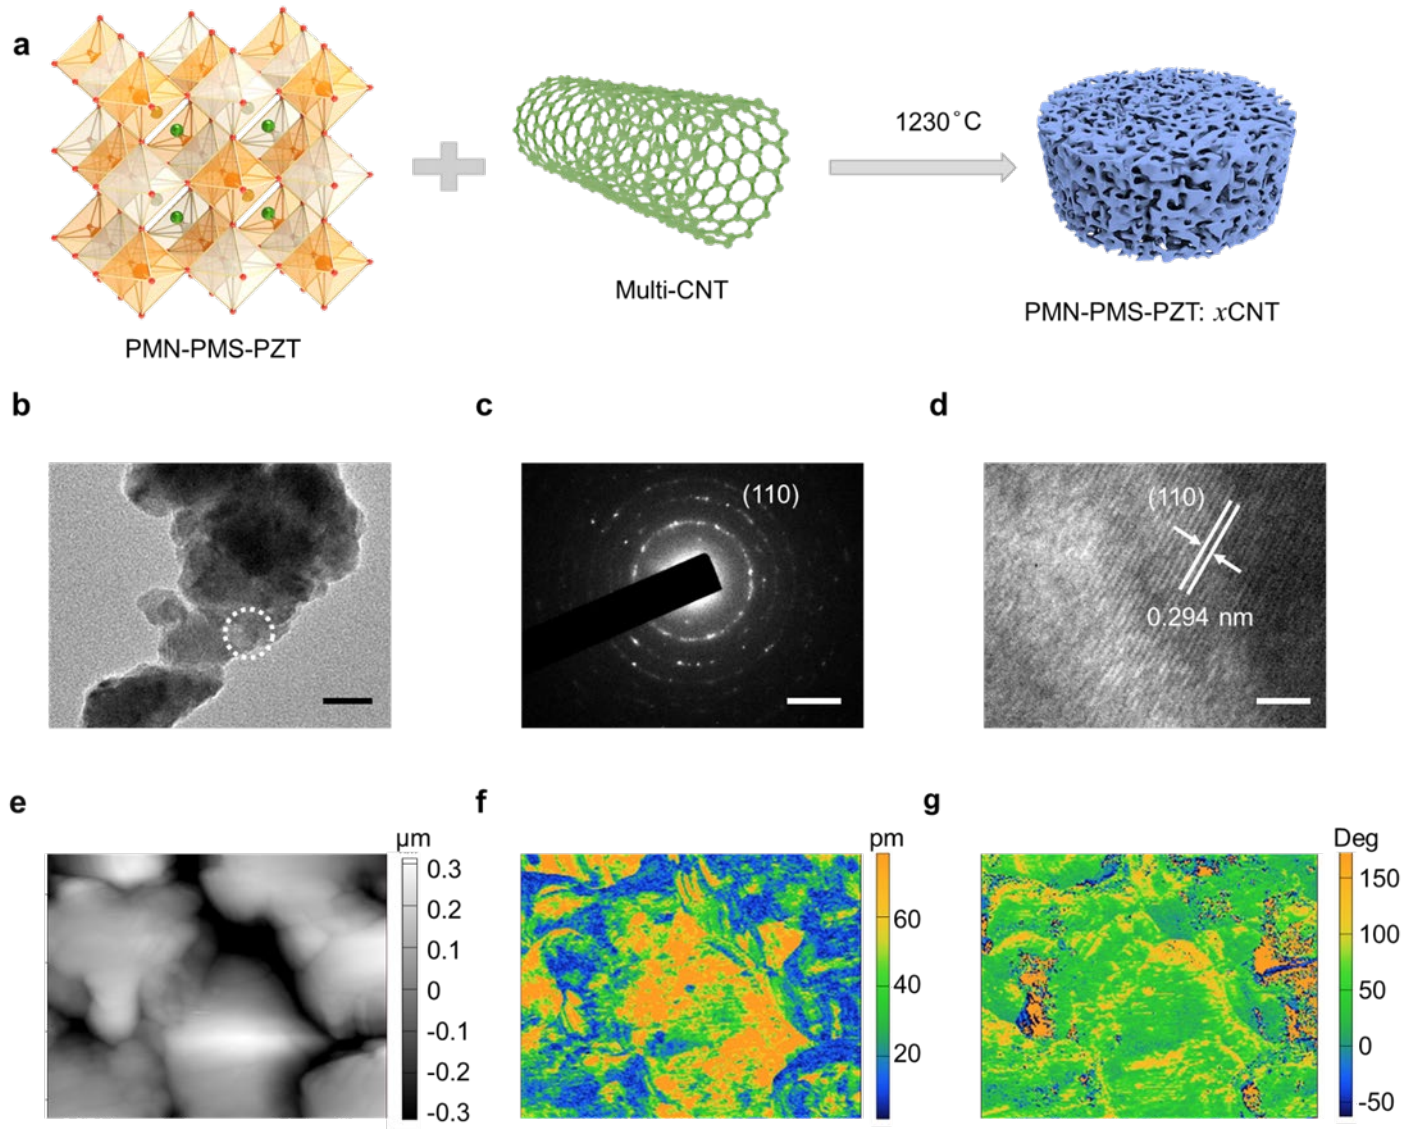 a
1230°C
Multi-CNT
PMN-PMS-PZT: xCNT
PMN-PMS-PZT
b
c
d
(110)
(110)
0.294 nm
e
f
g
µm
0.3
0.2
0.1
0
-0.1
-0.2
-0.3
pm
60
40
20
Deg
150
100
50
0
-50